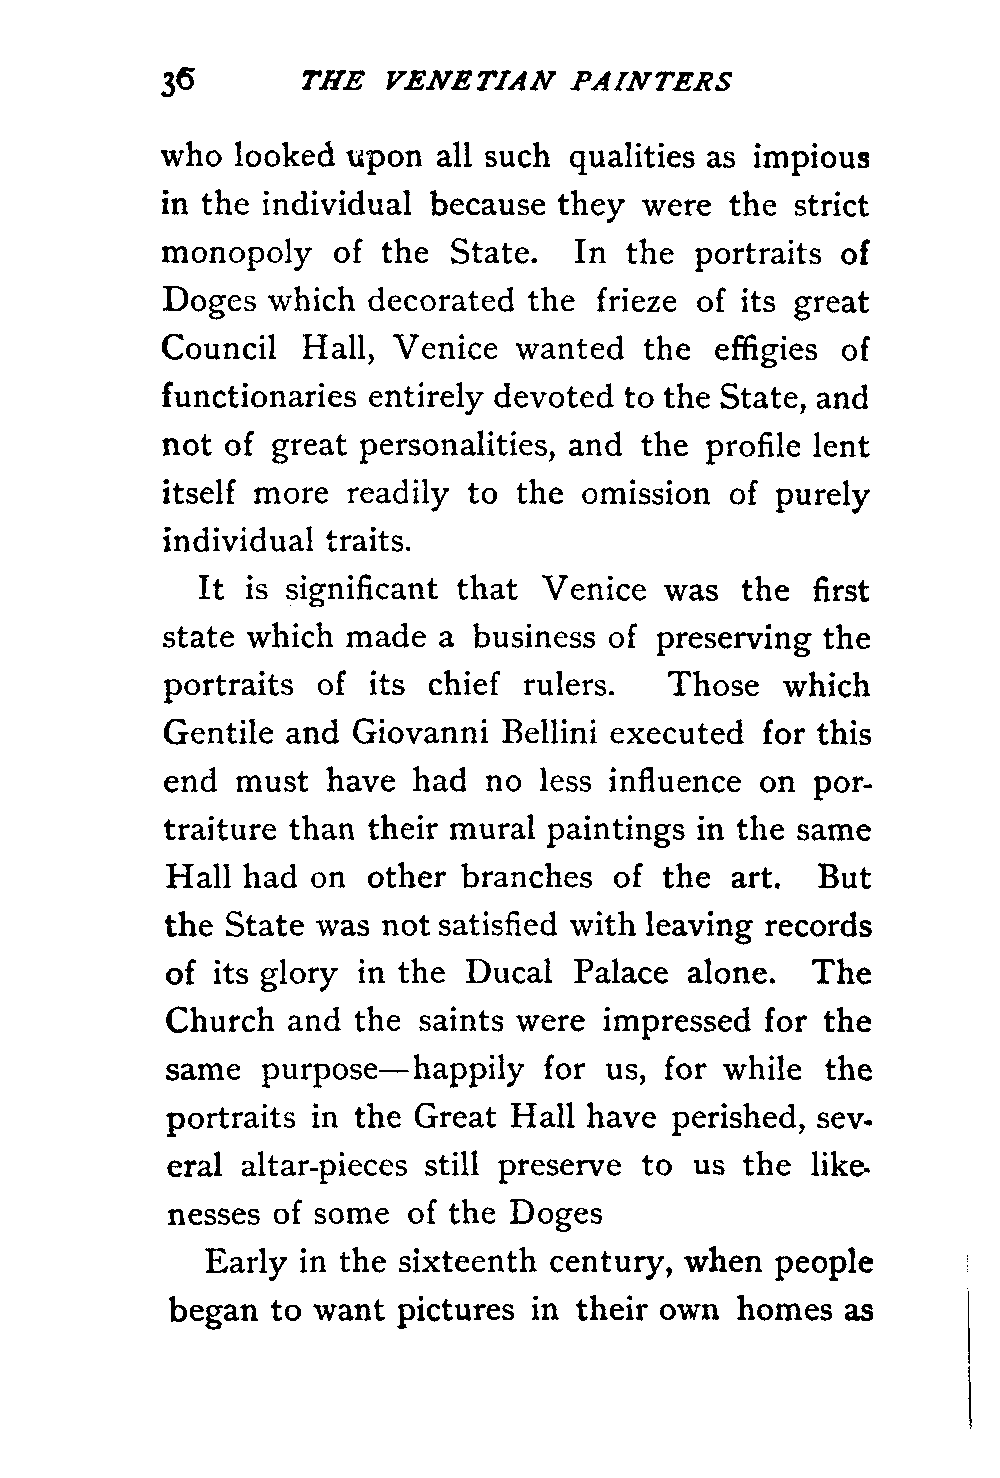 36 THE VENETIAN PAINTERS
who looked upon all such qualities as impious
in the individual because they were the strict
monopoly of the State. In the portraits of
Doges which decorated the frieze of its great
Council Hall, Venice wanted the effigies of
functionaries entirely devoted to the State, and
not of great personalities, and the profile lent
itself more readily to the omission of purely
individual traits.
It is significant that Venice was the first
state which made a business of preserving the
portraits of its chief rulers. Those which
Gentile and Giovanni Bellini executed for this
end must have had no less influence on por-
traiture than their mural paintings in the same
Hall had on other branches of the art. But
the State was not satisfied with leaving records
of its glory in the Ducal Palace alone. The
Church and the saints were impressed for the
same purpose—happily for us, for while the
portraits in the Great Hall have perished, sev-
eral altar-pieces still preserve to us the like-
nesses of some of the Doges
Early in the sixteenth century, when people
began to want pictures in their own homes as